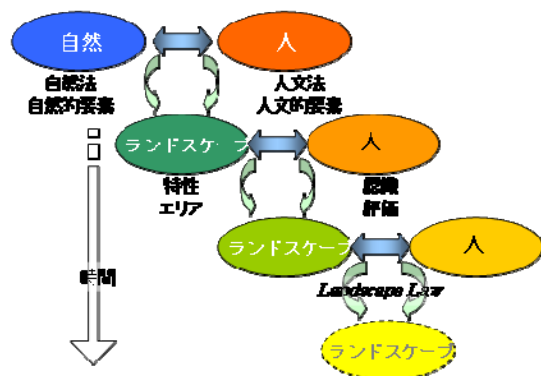 自然
人
自然法
自然的要素
人文法
人文的要素
ランドスケープ
人
特性
エリア
認識
評価
ランドスケープ
人
時間
Landscape Law
ランドスケープ